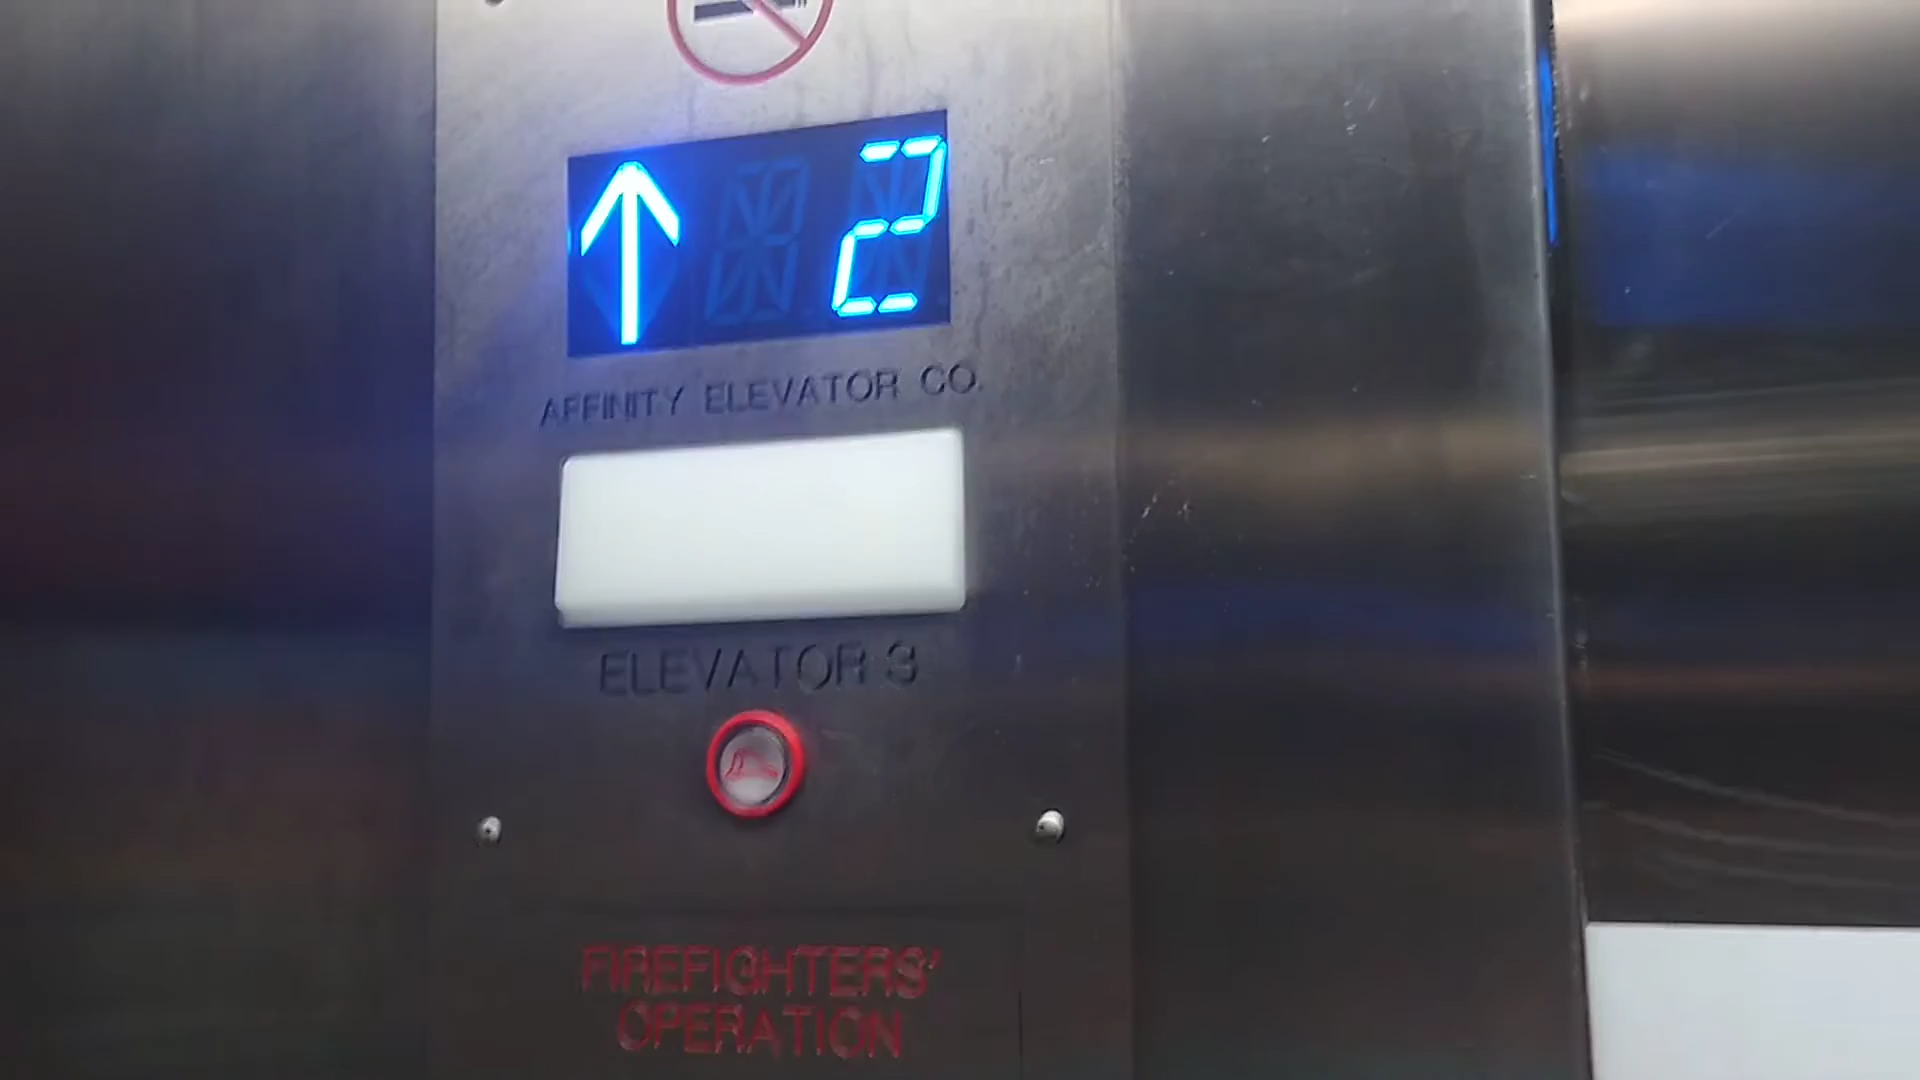 ↑ 2
AFFINITY ELEVATOR CO.
ELEVATOR 3
FIREFIGHTERS'
OPERATION